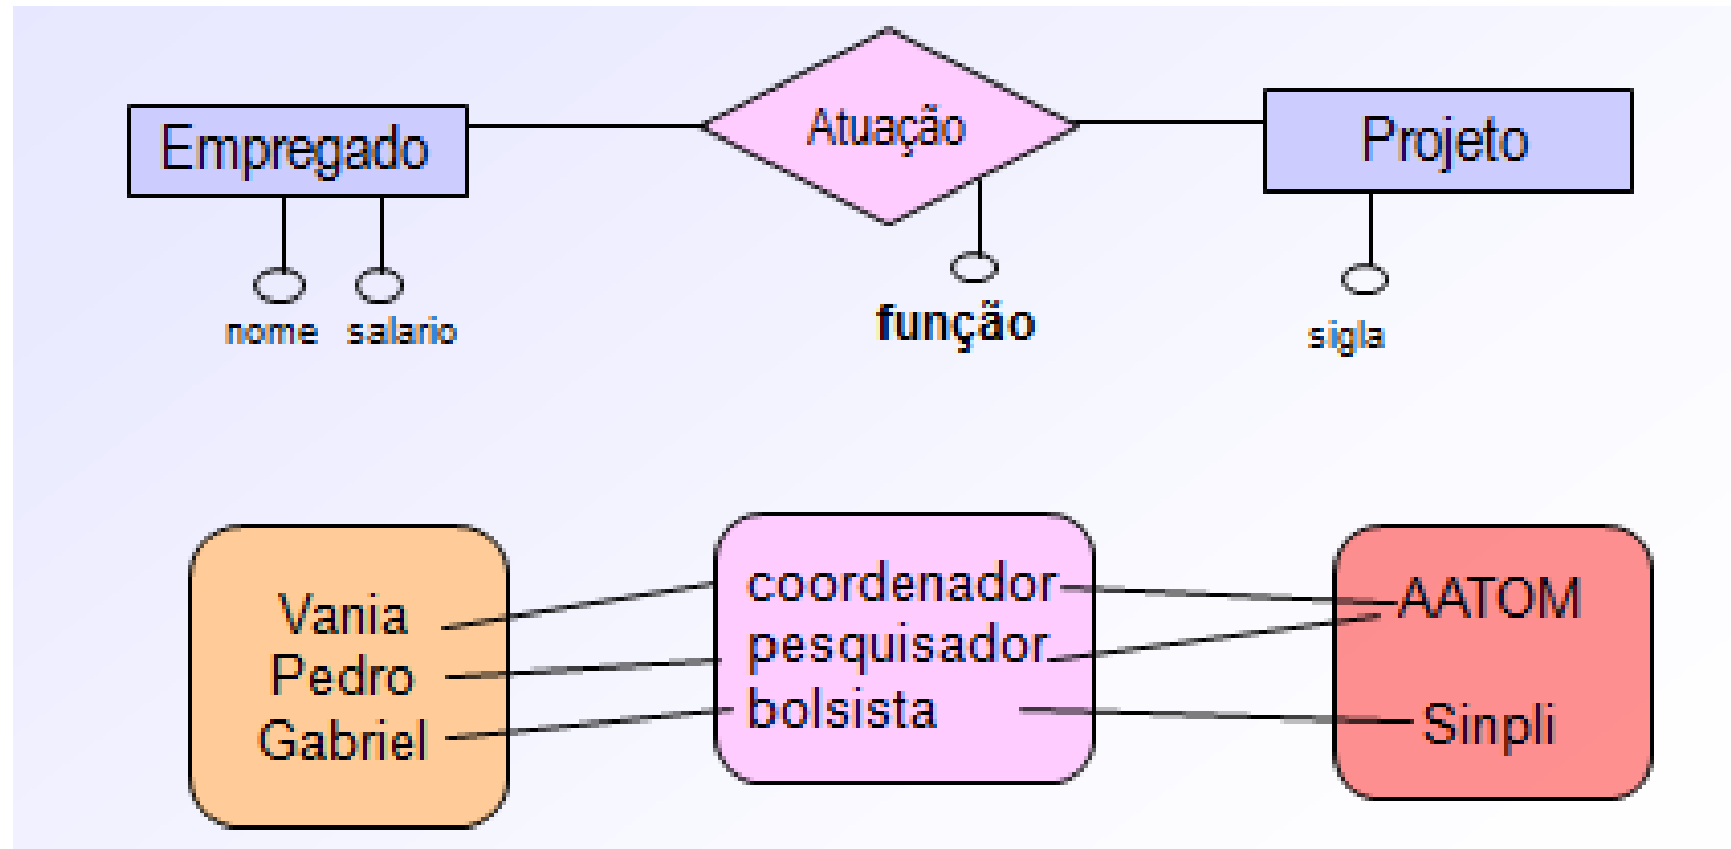 Empregado
Atuação
Projeto
nome
salario
função
sigla
Vania
Pedro
Gabriel
coordenador
pesquisador
bolsista
AATOM
Sinpli